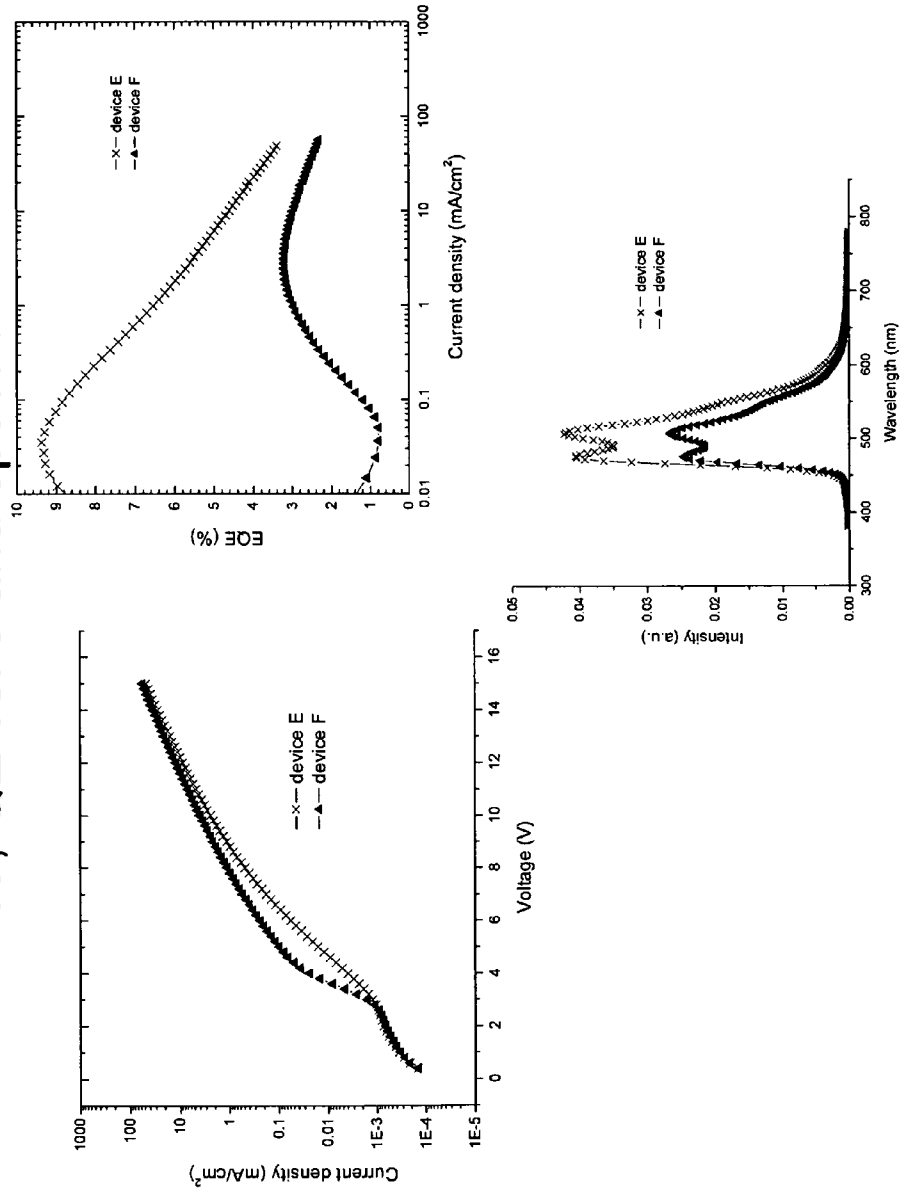 1000
100
10
1
0.1
0.01
1E-3
1E-4
1E-5
Current density (mA/cm²)
0 2 4 6 8 10 12 14 16
Voltage (V)
device E
device F
10
9
8
7
6
5
4
3
2
1
0
EQE (%)
0.01 0.1 1 10 100 1000
Current density (mA/cm²)
device E
device F
0.05
0.04
0.03
0.02
0.01
0.00
Intensity (a.u.)
300 400 500 600 700 800
Wavelength (nm)
device E
device F